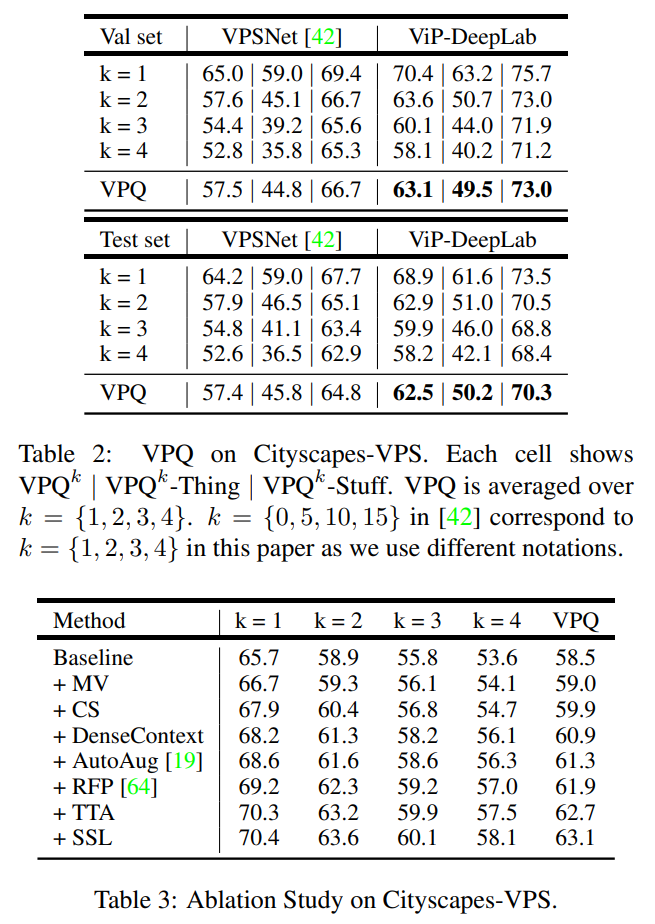 Val set | VPSNet [42] | ViP-DeepLab
k = 1 | 65.0 | 59.0 | 69.4 | 70.4 | 63.2 | 75.7
k = 2 | 57.6 | 45.1 | 66.7 | 63.6 | 50.7 | 73.0
k = 3 | 54.4 | 39.2 | 65.6 | 60.1 | 44.0 | 71.9
k = 4 | 52.8 | 35.8 | 65.3 | 58.1 | 40.2 | 71.2
VPQ | 57.5 | 44.8 | 66.7 | 63.1 | 49.5 | 73.0
Test set | VPSNet [42] | ViP-DeepLab
k = 1 | 64.2 | 59.0 | 67.7 | 68.9 | 61.6 | 73.5
k = 2 | 57.9 | 46.5 | 65.1 | 62.9 | 51.0 | 70.5
k = 3 | 54.8 | 41.1 | 63.4 | 59.9 | 46.0 | 68.8
k = 4 | 52.6 | 36.5 | 62.9 | 58.2 | 42.1 | 68.4
VPQ | 57.4 | 45.8 | 64.8 | 62.5 | 50.2 | 70.3
Table 2: VPQ on Cityscapes-VPS. Each cell shows
VPQ^k | VPQ^k-Thing | VPQ^k-Stuff. VPQ is averaged over
k = {1, 2, 3, 4}. k = {0, 5, 10, 15} in [42] correspond to
k = {1, 2, 3, 4} in this paper as we use different notations.
Method | k = 1 k = 2 k = 3 k = 4 VPQ
Baseline | 65.7 58.9 55.8 53.6 58.5
+ MV | 66.7 59.3 56.1 54.1 59.0
+ CS | 67.9 60.4 56.8 54.7 59.9
+ DenseContext | 68.2 61.3 58.2 56.1 60.9
+ AutoAug [19] | 68.6 61.6 58.6 56.3 61.3
+ RFP [64] | 69.2 62.3 59.2 57.0 61.9
+ TTA | 70.3 63.2 59.9 57.5 62.7
+ SSL | 70.4 63.6 60.1 58.1 63.1
Table 3: Ablation Study on Cityscapes-VPS.